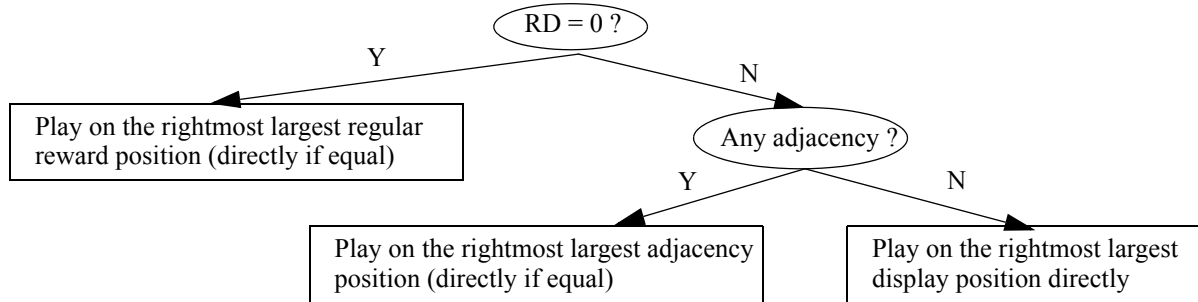 RD = 0 ?
Y
N
Play on the rightmost largest regular
reward position (directly if equal)
Any adjacency ?
Y
N
Play on the rightmost largest adjacency
position (directly if equal)
Play on the rightmost largest
display position directly